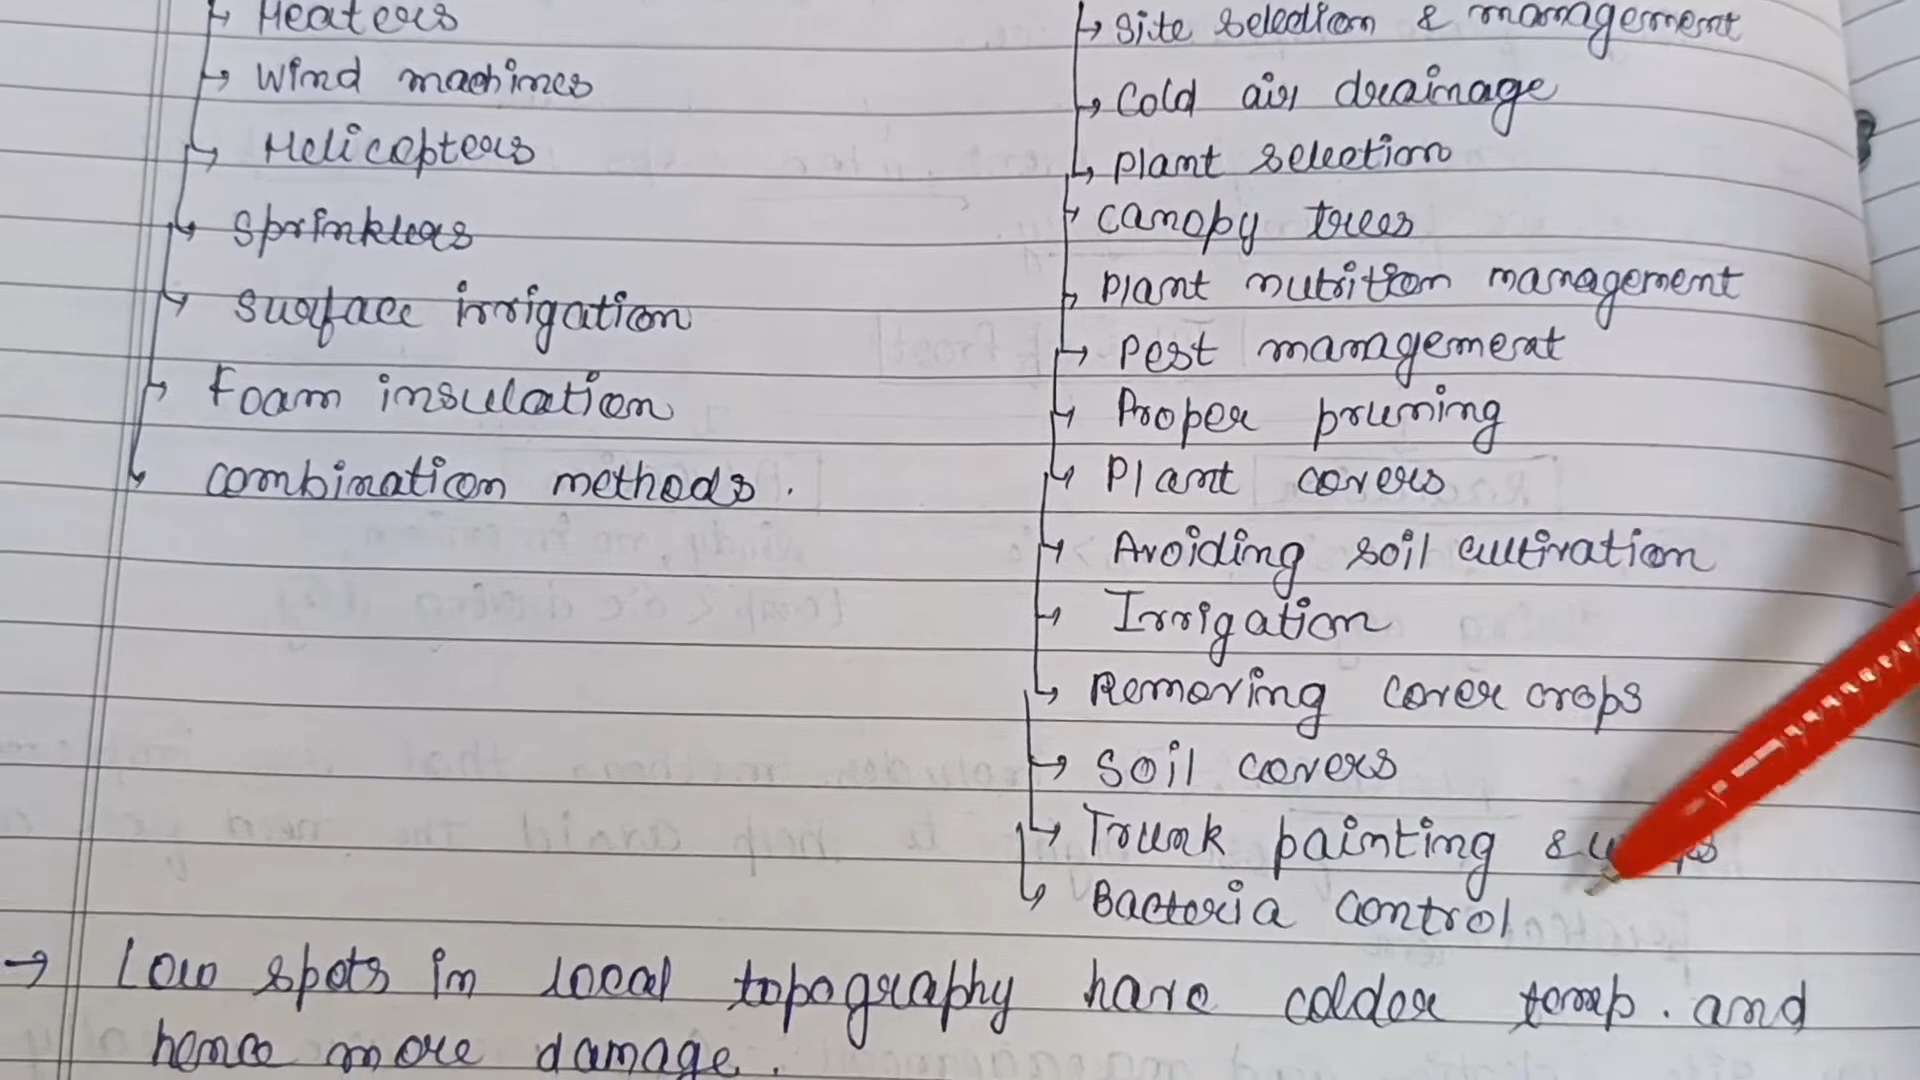 Heaters
Wind machines
Helicopters
Sprinklers
Surface irrigation
Foam insulation
combination methods.
Site selection & management
Cold air drainage
Plant selection
canopy trees
Plant nutrition management
Pest management
Proper pruning
Plant covers
Avoiding soil cultivation
Irrigation
Removing cover crops
Soil covers
Trunk painting &
Bacteria control
→ Low spots in local topography have colder temp. and
hence more damage.